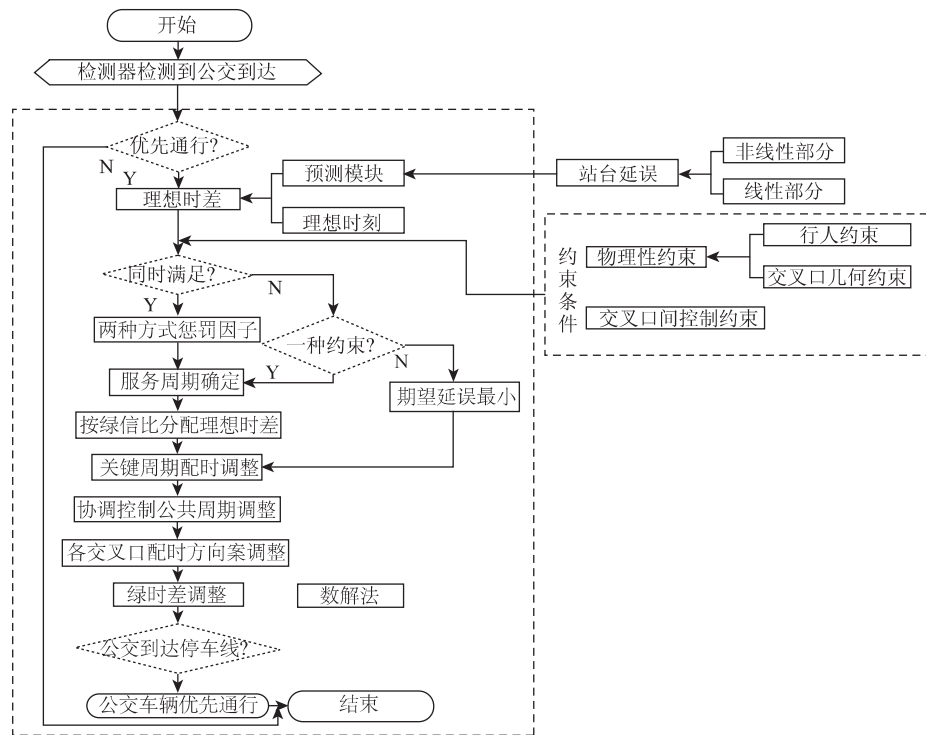 开始
检测器检测到公交到达
优先通行?
N
Y
理想时差
预测模块
理想时刻
站台延误
非线性部分
线性部分
同时满足?
N
Y
两种方式惩罚因子
一种约束?
N
Y
服务周期确定
期望延误最小
约束条件
物理性约束
行人约束
交叉口几何约束
交叉口间控制约束
按绿信比分配理想时差
关键周期配时调整
协调控制公共周期调整
各交叉口配时方向案调整
绿时差调整
数解法
公交到达停车线?
公交车辆优先通行
结束